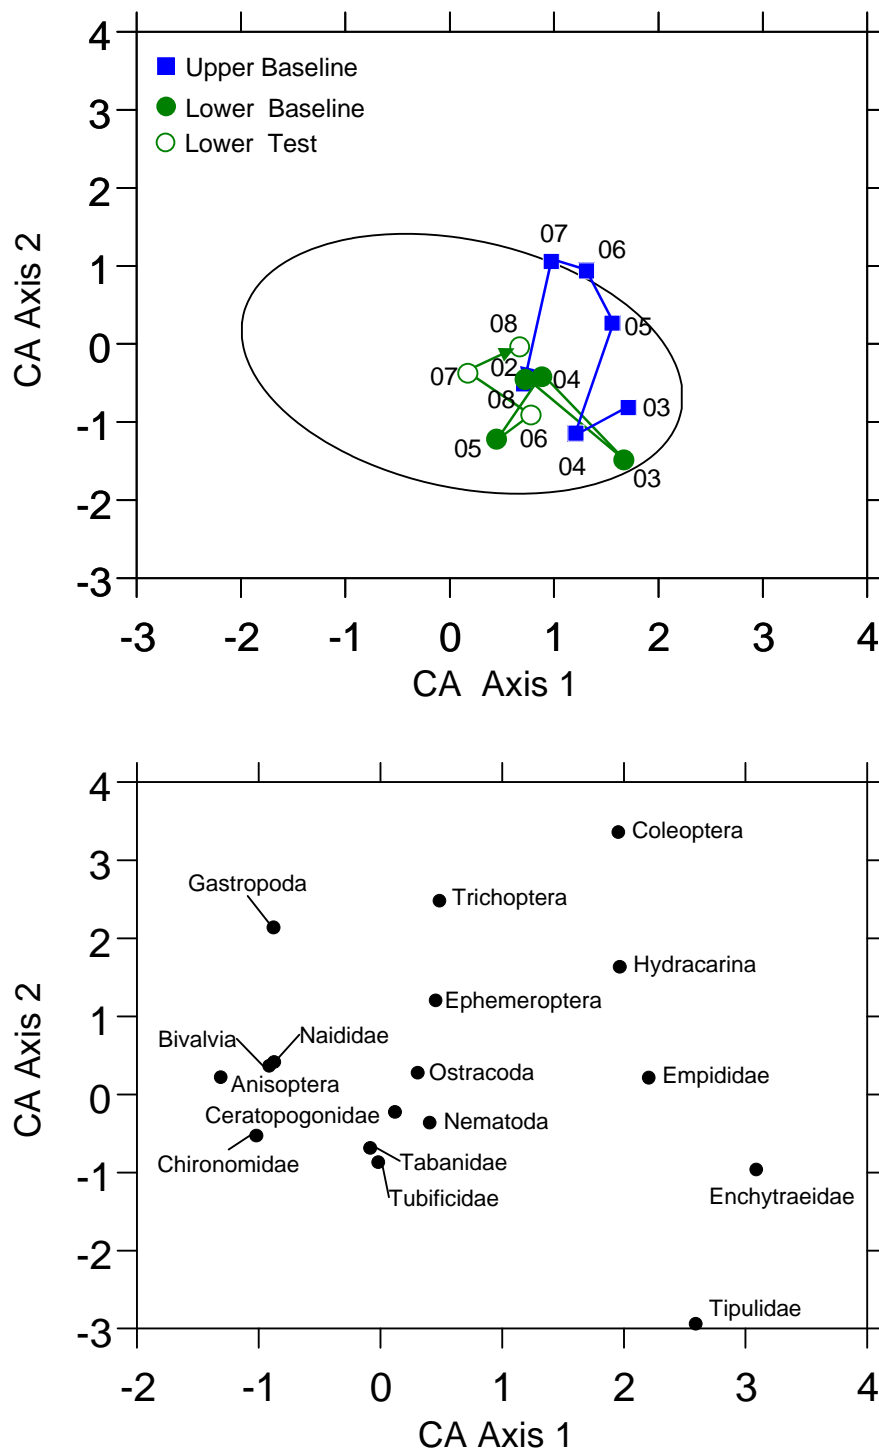 4
Upper Baseline
3
Lower Baseline
Lower Test
2
07
06
1
08
05
0
02
07
04
08
03
-1
06
05
04
03
-2
-3
-3 -2 -1 0 1 2 3 4
CA Axis 1
CA Axis 2
4
Coleoptera
Gastropoda
3
Trichoptera
2
Hydracarina
Ephemeroptera
1
Bivalvia
Naididae
Ostracoda
Empididae
Anisoptera
0
Ceratopogonidae
Nematoda
Chironomidae
Tabanidae
-1
Tubificidae
Enchytraeidae
-2
Tipulidae
-3
-2 -1 0 1 2 3 4
CA Axis 1
CA Axis 2